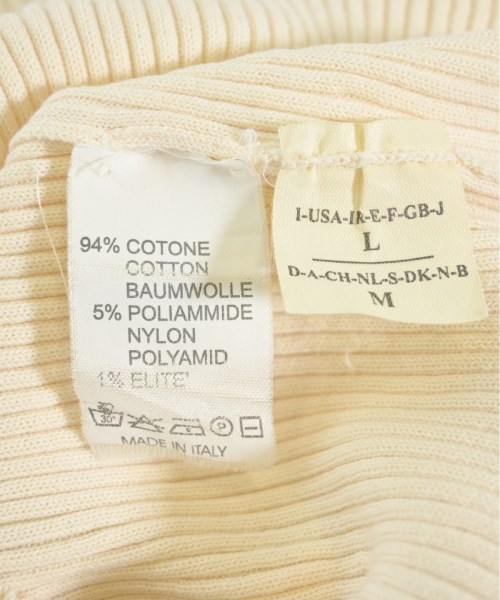 94% COTONE
COTTON
BAUMWOLLE
5% POLIAMMIDE
NYLON
POLYAMID
1% ELITE'
30°
P
MADE IN ITALY
I-USA-IR-E-F-GB-J
L
D-A-CH-NL-S-DK-N-B
M